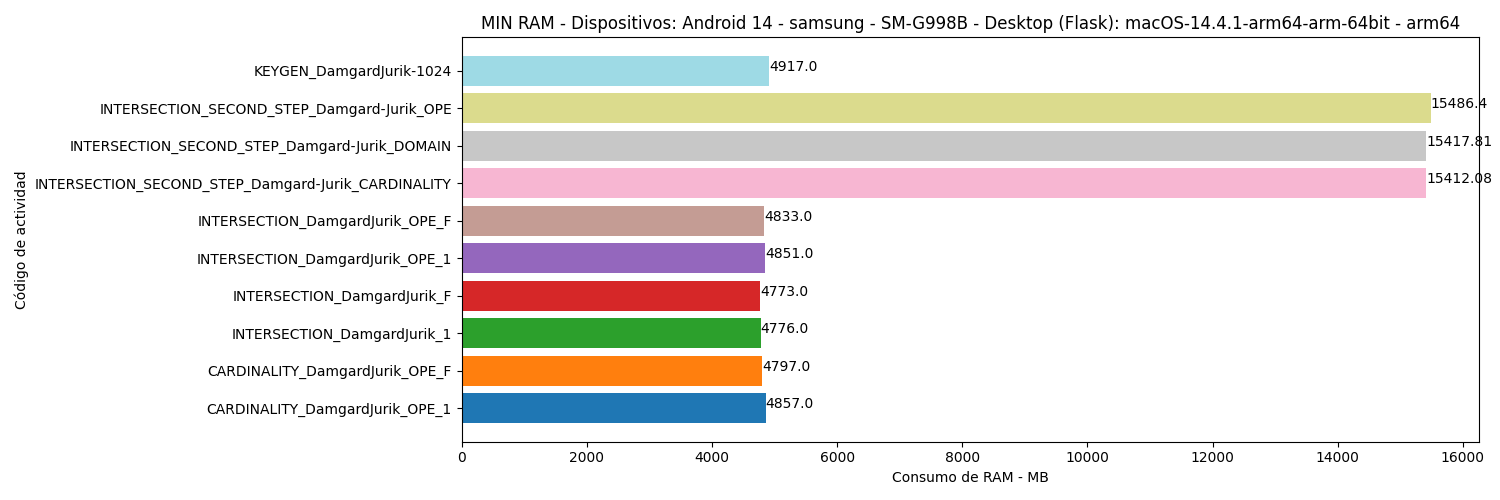 MIN RAM - Dispositivos: Android 14 - samsung - SM-G998B - Desktop (Flask): macOS-14.4.1-arm64-arm-64bit - arm64
Código de actividad
KEYGEN_DamgardJurik-1024 4917.0
INTERSECTION_SECOND_STEP_Damgard-Jurik_OPE 15486.4
INTERSECTION_SECOND_STEP_Damgard-Jurik_DOMAIN 15417.81
INTERSECTION_SECOND_STEP_Damgard-Jurik_CARDINALITY 15412.08
INTERSECTION_DamgardJurik_OPE_F 4833.0
INTERSECTION_DamgardJurik_OPE_1 4851.0
INTERSECTION_DamgardJurik_F 4773.0
INTERSECTION_DamgardJurik_1 4776.0
CARDINALITY_DamgardJurik_OPE_F 4797.0
CARDINALITY_DamgardJurik_OPE_1 4857.0
0 2000 4000 6000 8000 10000 12000 14000 16000
Consumo de RAM - MB